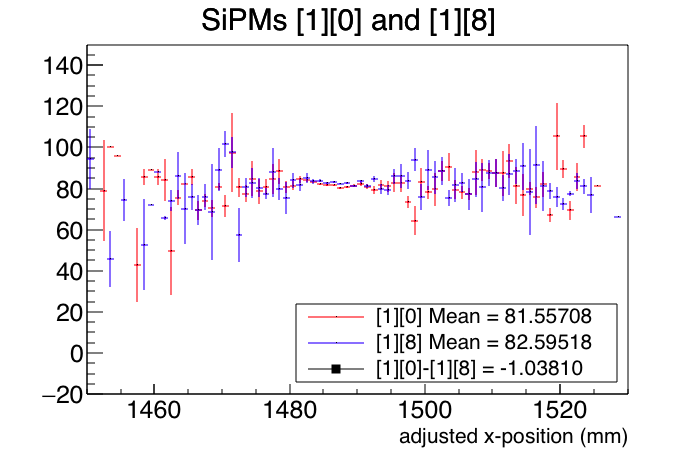 SiPMs [1][0] and [1][8]
140
120
100
80
60
40
20
0
−20
1460 1480 1500 1520
adjusted x-position (mm)
[1][0] Mean = 81.55708
[1][8] Mean = 82.59518
[1][0]-[1][8] = -1.03810